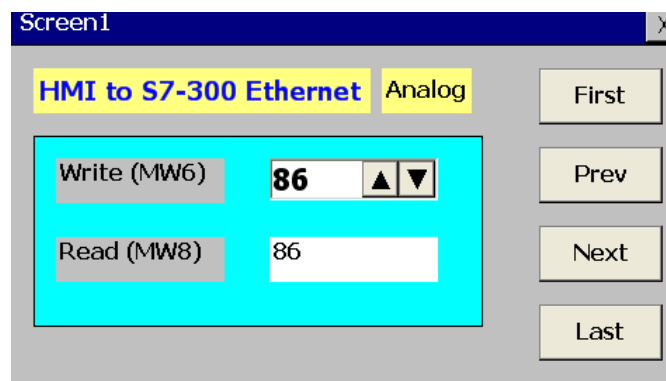 Screen1 X
HMI to S7-300 Ethernet Analog
First
Write (MW6) 86
Prev
Read (MW8) 86
Next
Last